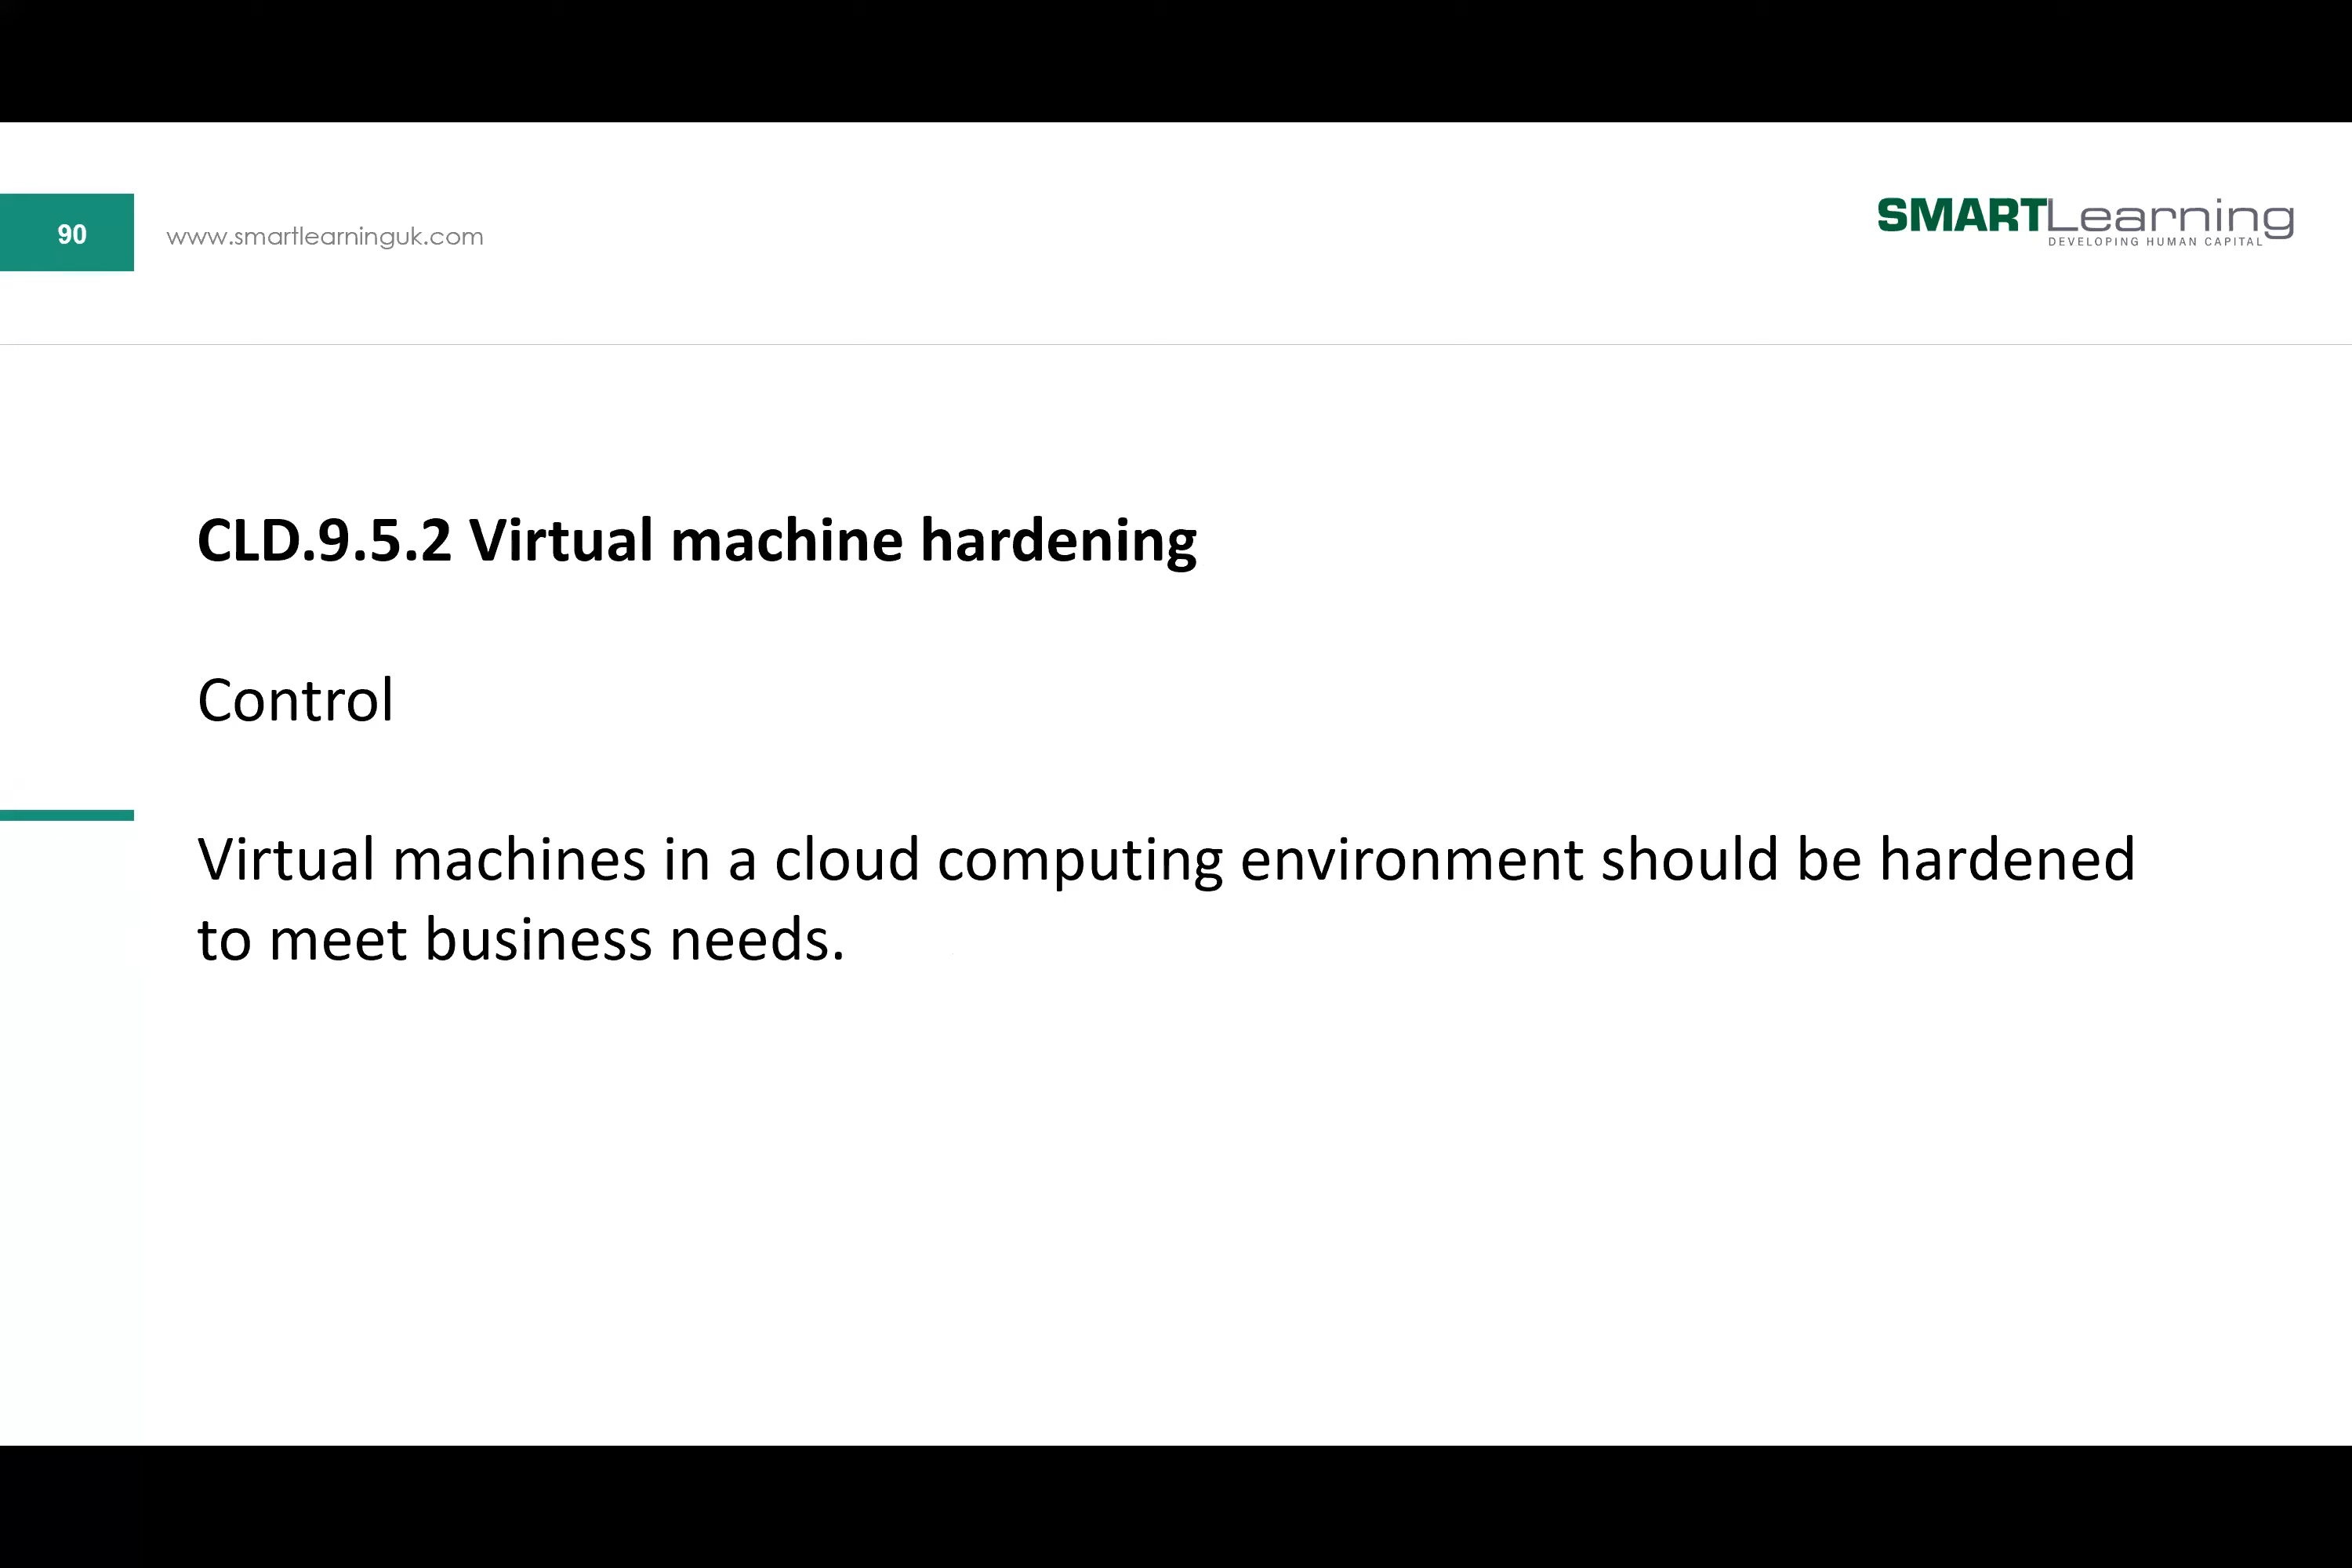 90
www.smartlearninguk.com
SMARTLearning
DEVELOPING HUMAN CAPITAL
CLD.9.5.2 Virtual machine hardening
Control
Virtual machines in a cloud computing environment should be hardened
to meet business needs.